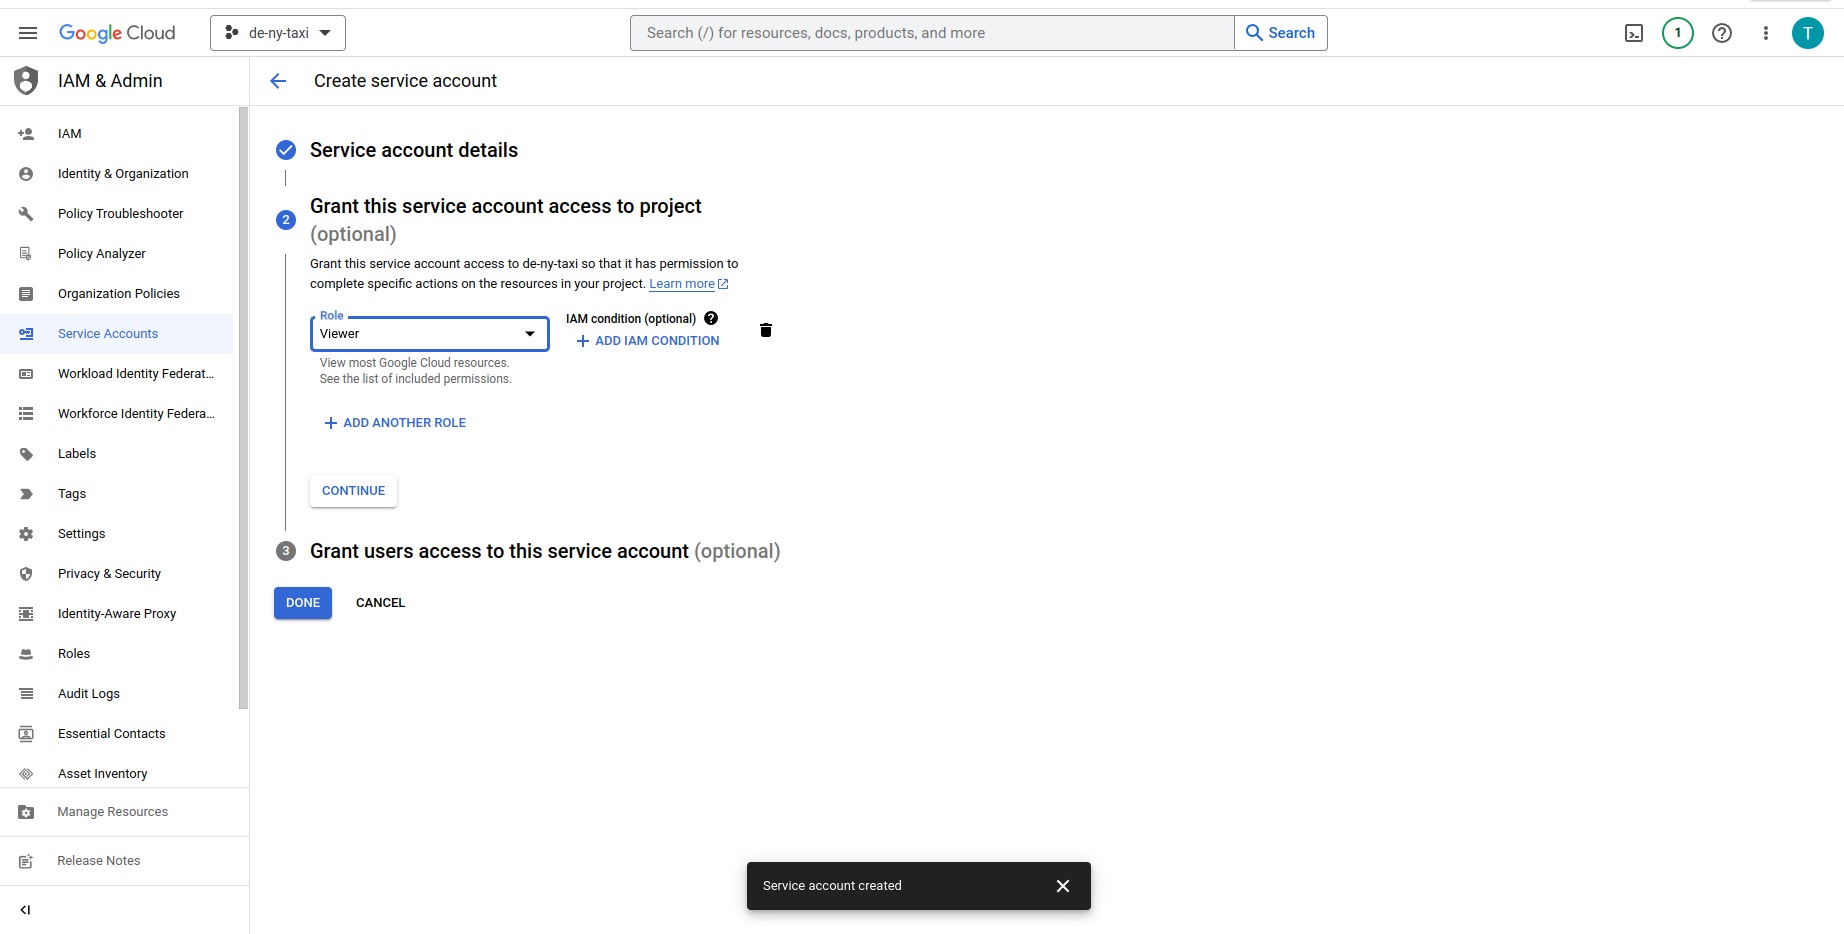 Google Cloud
de-ny-taxi
Search (/) for resources, docs, products, and more
Search
1
T
IAM & Admin
Create service account
IAM
Identity & Organization
Policy Troubleshooter
Policy Analyzer
Organization Policies
Service Accounts
Workload Identity Federat...
Workforce Identity Federa...
Labels
Tags
Settings
Privacy & Security
Identity-Aware Proxy
Roles
Audit Logs
Essential Contacts
Asset Inventory
Manage Resources
Release Notes
Service account details
2
Grant this service account access to project
(optional)
Grant this service account access to de-ny-taxi so that it has permission to
complete specific actions on the resources in your project. Learn more
Role
Viewer
IAM condition (optional)
ADD IAM CONDITION
View most Google Cloud resources.
See the list of included permissions.
ADD ANOTHER ROLE
CONTINUE
3
Grant users access to this service account (optional)
DONE
CANCEL
Service account created